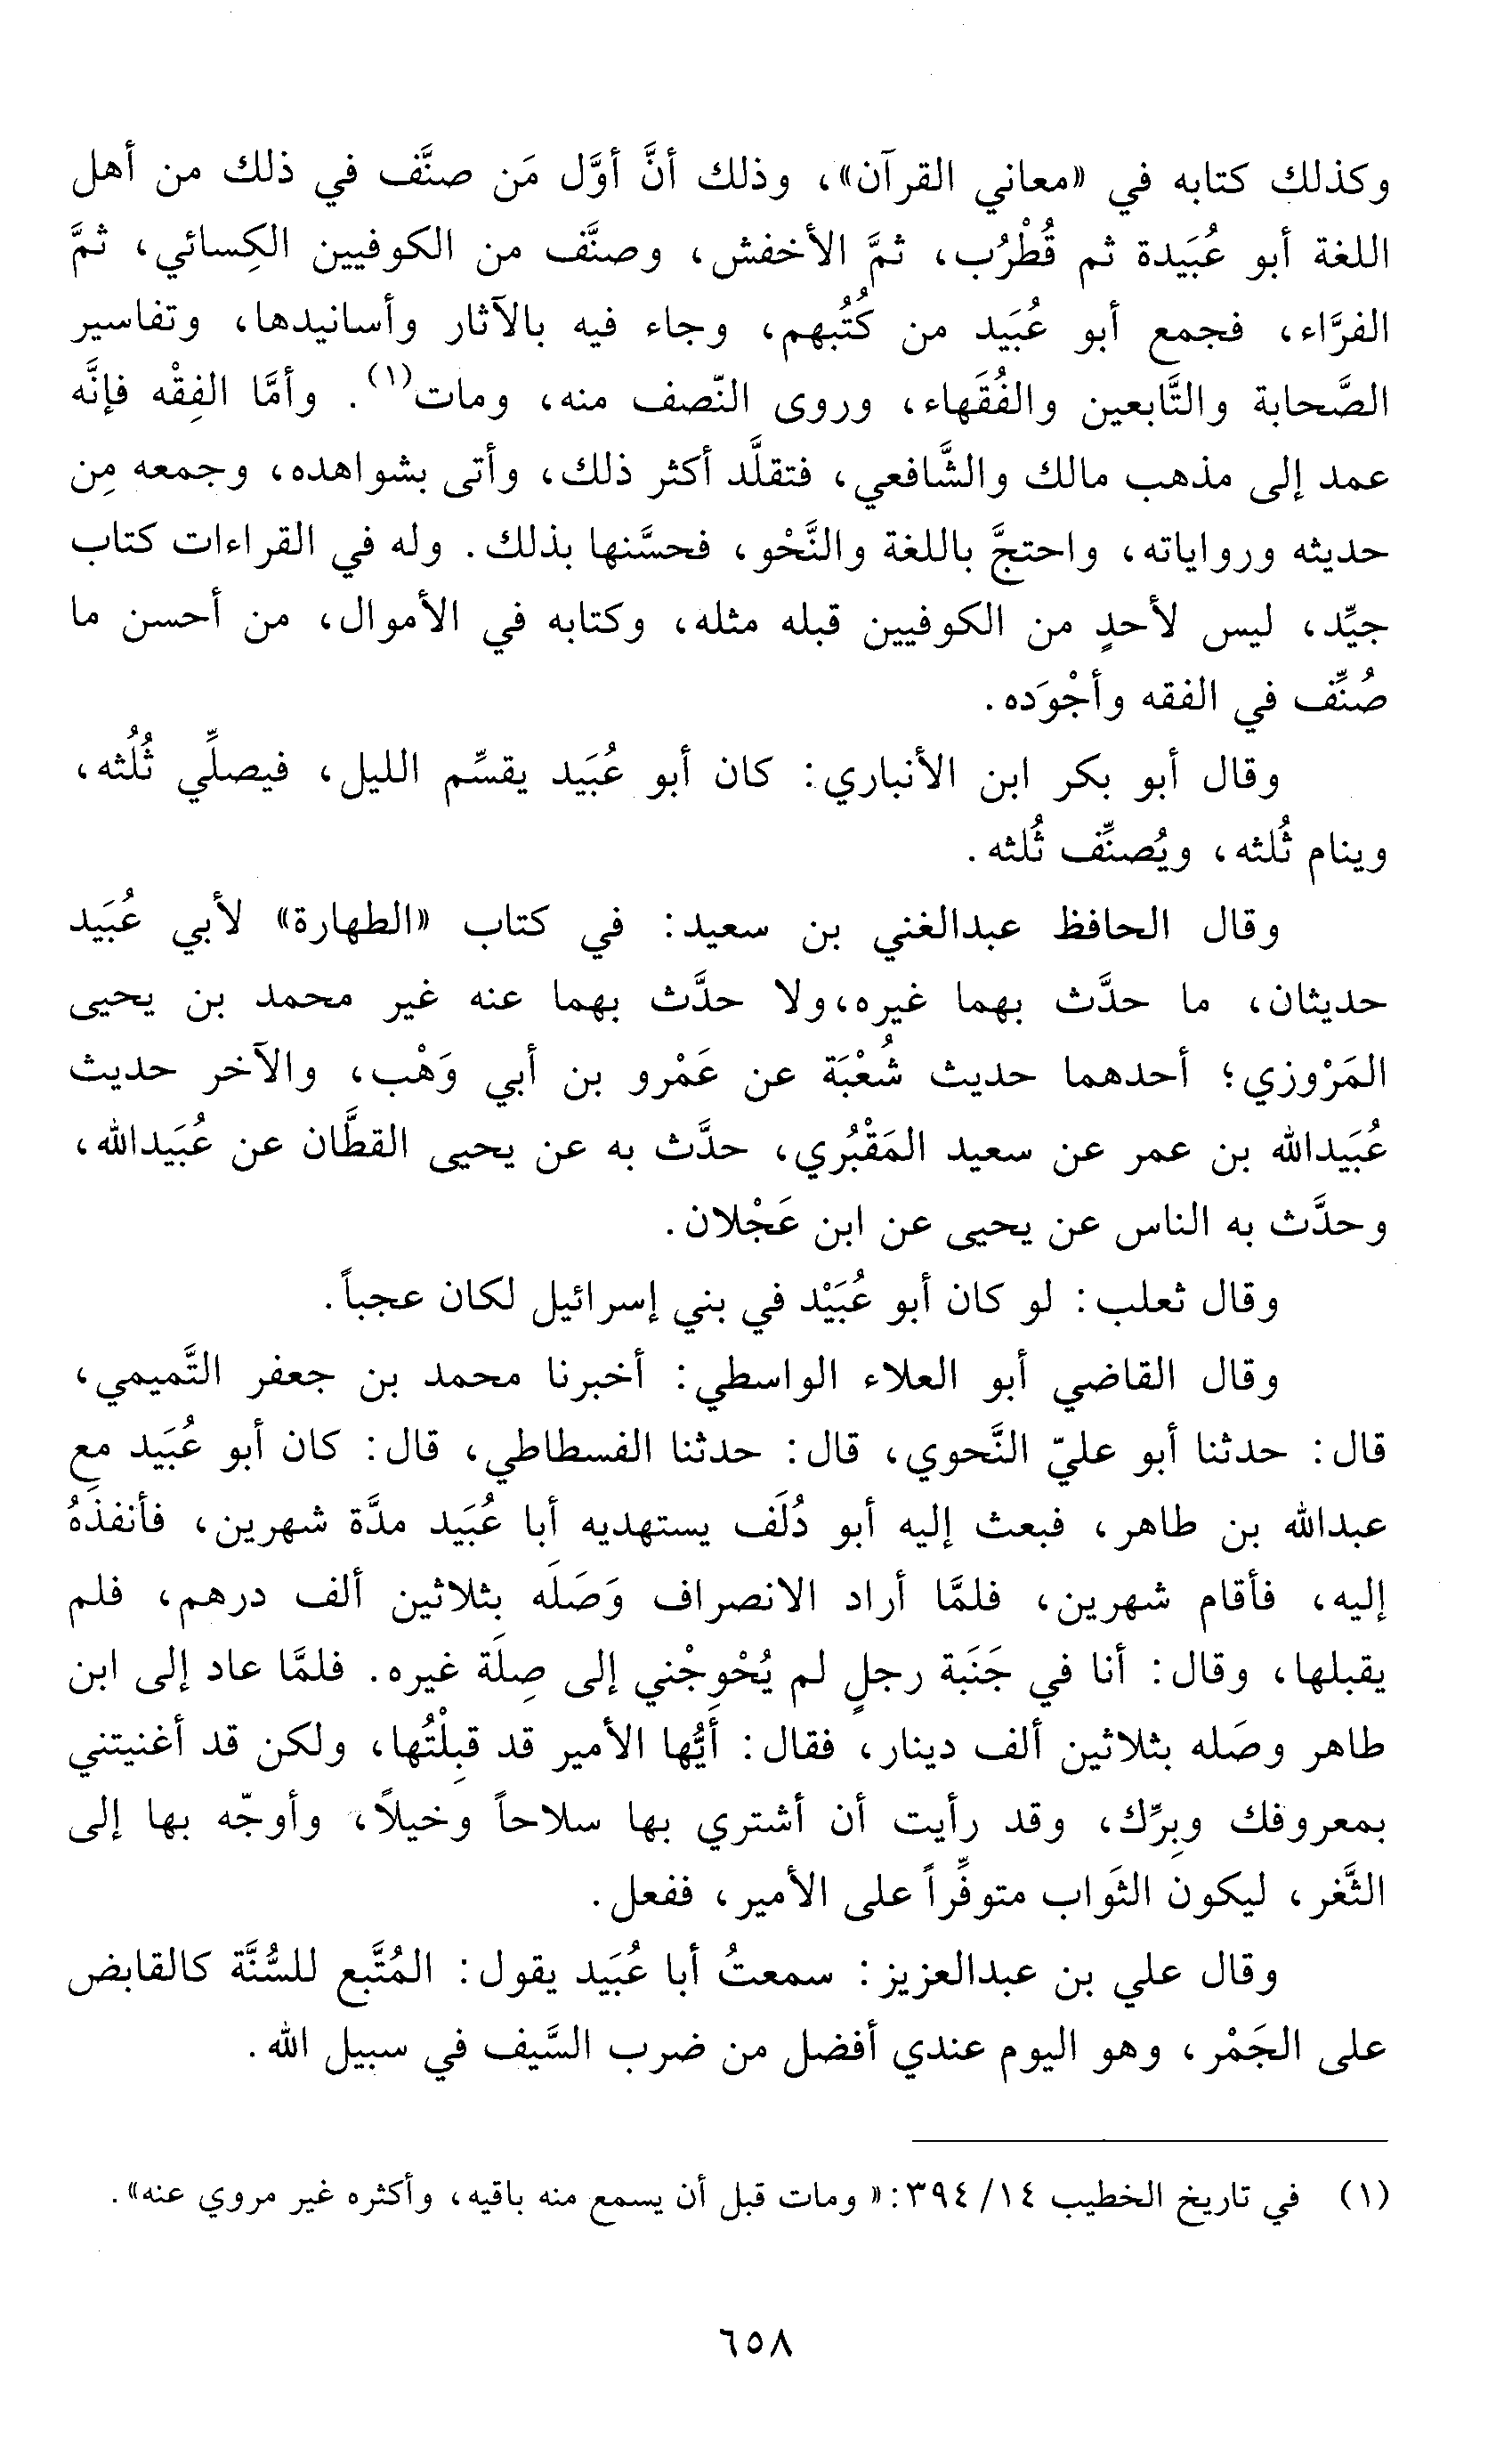 وكذلك كتابه في «معاني القرآن»، وذلك أنَّ أوَّل مَن صنَّف في ذلك من أهل
اللغة أبو عُبَيدة ثم قُطْرُب، ثمَّ الأخفش، وصنَّف من الكوفيين الكِسائي، ثمَّ
الفرَّاء، فجمع أبو عُبَيد من كُتُبهم، وجاء فيه بالآثار وأسانيدها، وتفاسير
الصَّحابة والتَّابعين والفُقَهاء، وروى النّصف منه، ومات(١). وأمَّا الفِقْه فإنَّه
عمد إلى مذهب مالك والشَّافعي، فتقلَّد أكثر ذلك، وأتى بشواهده، وجمعه مِن
حديثه ورواياته، واحتجَّ باللغة والنَّحْو، فحسَّنها بذلك. وله في القراءات كتاب
جيِّد، ليس لأحدٍ من الكوفيين قبله مثله، وكتابه في الأموال، من أحسن ما
صُنِّف في الفقه وأجْوَده.
وقال أبو بكر ابن الأنباري: كان أبو عُبَيد يقسِّم الليل، فيصلِّي ثُلُثه،
وينام ثُلثه، ويُصنِّف ثُلثه.
وقال الحافظ عبدالغني بن سعيد: في كتاب «الطهارة» لأبي عُبَيد
حديثان، ما حدَّث بهما غيره،ولا حدَّث بهما عنه غير محمد بن يحيى
المَرْوزي؛ أحدهما حديث شُعْبَة عن عَمْرو بن أبي وَهْب، والآخر حديث
عُبَيدالله بن عمر عن سعيد المَقْبُري، حدَّث به عن يحيى القطَّان عن عُبَيدالله،
وحدَّث به الناس عن يحيى عن ابن عَجْلان.
وقال ثعلب: لو كان أبو عُبَيْد في بني إسرائيل لكان عجباً.
وقال القاضي أبو العلاء الواسطي: أخبرنا محمد بن جعفر التَّميمي،
قال: حدثنا أبو عليّ النَّحوي، قال: حدثنا الفسطاطي، قال: كان أبو عُبَيد مع
عبدالله بن طاهر، فبعث إليه أبو دُلَف يستهديه أبا عُبَيد مدَّة شهرين، فأنفذَهُ
إليه، فأقام شهرين، فلمَّا أراد الانصراف وَصَلَه بثلاثين ألف درهم، فلم
يقبلها، وقال: أنا في جَنَبة رجلٍ لم يُحْوِجْني إلى صِلَة غيره. فلمَّا عاد إلى ابن
طاهر وصَله بثلاثين ألف دينار، فقال: أيُّها الأمير قد قبِلْتُها، ولكن قد أغنيتني
بمعروفك وبِرِّك، وقد رأيت أن أشتري بها سلاحاً وخيلاً، وأوجّه بها إلى
الثَّغر، ليكون الثَواب متوفِّراً على الأمير، ففعل.
وقال علي بن عبدالعزيز: سمعتُ أبا عُبَيد يقول: المُتَّبع للسُّنَّة كالقابض
على الجَمْر، وهو اليوم عندي أفضل من ضرب السَّيف في سبيل الله.
(١) في تاريخ الخطيب ١٤/ ٣٩٤: «ومات قبل أن يسمع منه باقيه، وأكثره غير مروي عنه».
٦٥٨